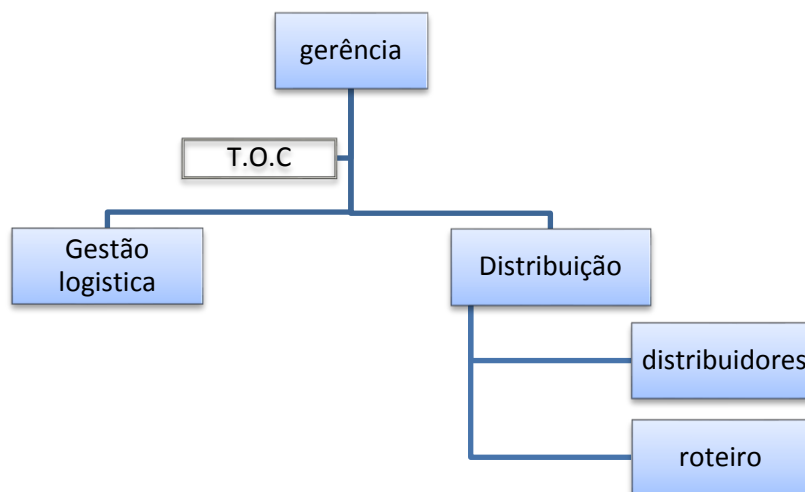 gerência
T.O.C
Gestão
logistica
Distribuição
distribuidores
roteiro